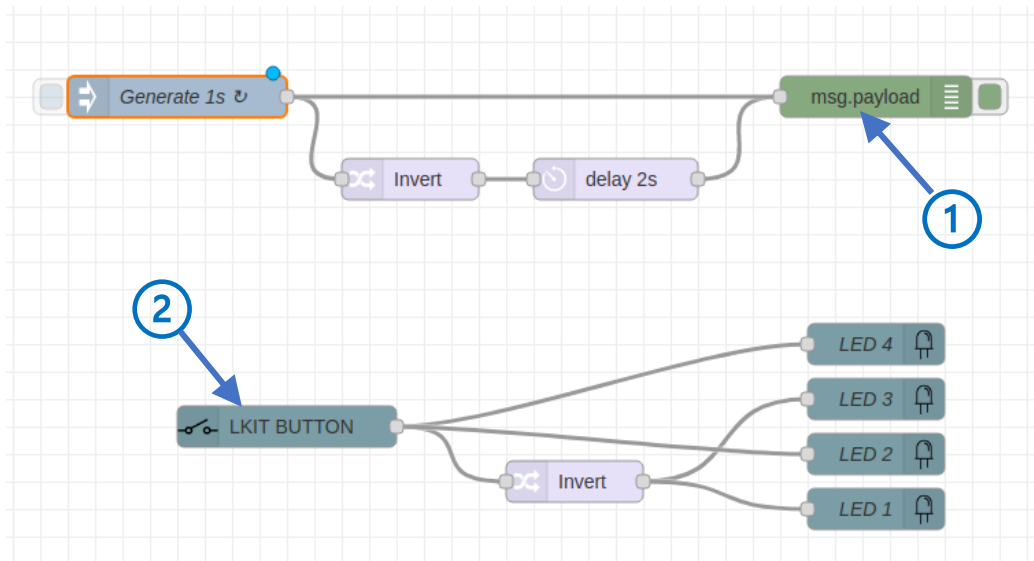 Generate 1s ↻
msg.payload
Invert
delay 2s
1
2
LED 4
LED 3
LKIT BUTTON
LED 2
Invert
LED 1